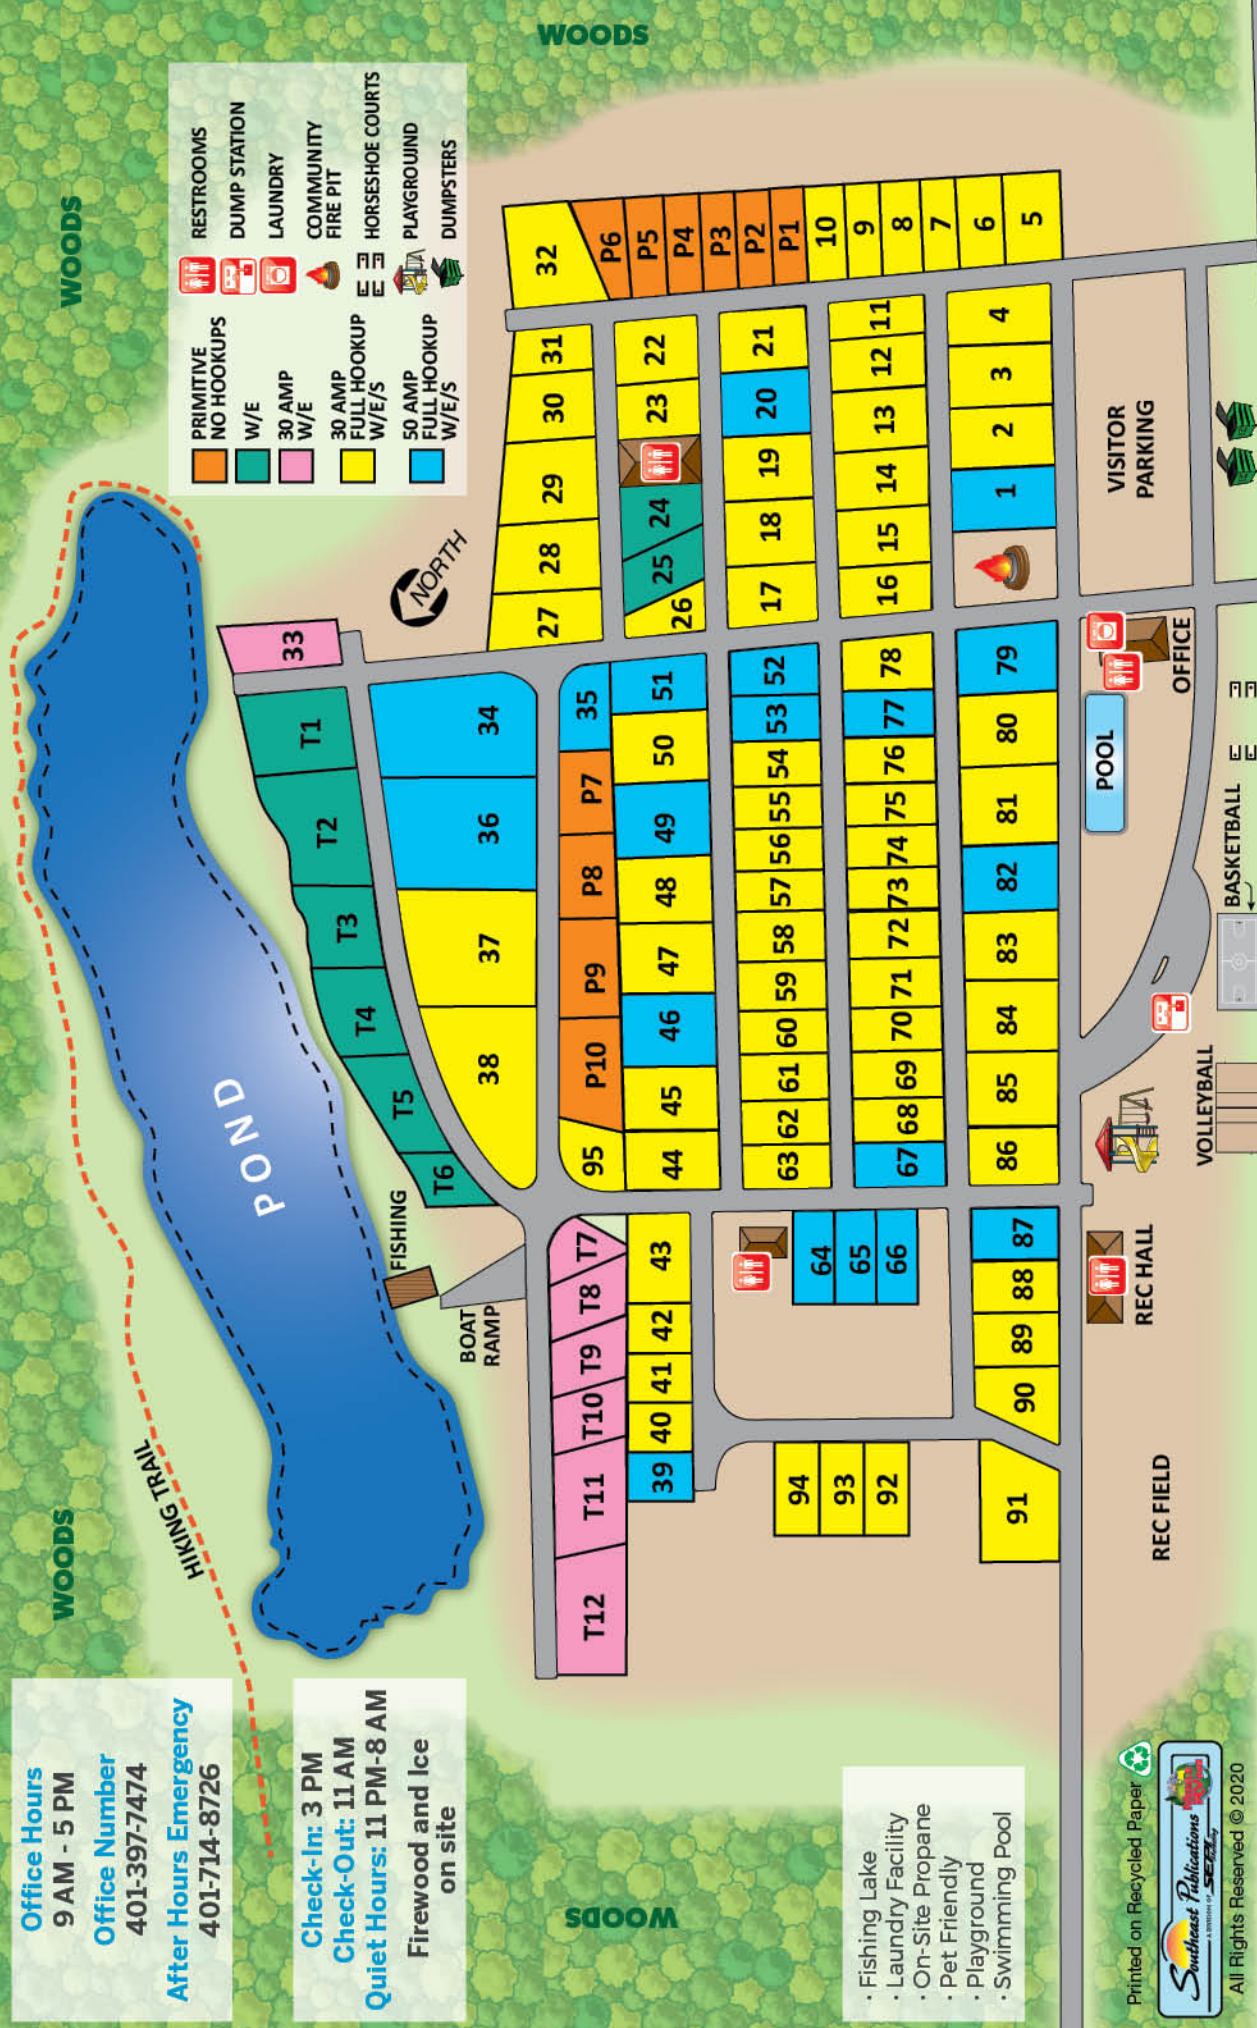 Office Hours
9 AM - 5 PM
Office Number
401-397-7474
After Hours Emergency
401-714-8726
Check-In: 3 PM
Check-Out: 11 AM
Quiet Hours: 11 PM-8 AM
Firewood and Ice
on site
· Fishing Lake
· Laundry Facility
· On-Site Propane
· Pet Friendly
· Playground
· Swimming Pool
Printed on Recycled Paper
Southeast Publications
A DIVISION OF SEPI
All Rights Reserved © 2020
WOODS
WOODS
WOODS
WOODS
HIKING TRAIL
POND
FISHING
BOAT
RAMP
NORTH
PRIMITIVE
NO HOOKUPS
W/E
30 AMP
W/E
30 AMP
FULL HOOKUP
W/E/S
50 AMP
FULL HOOKUP
W/E/S
RESTROOMS
DUMP STATION
LAUNDRY
COMMUNITY
FIRE PIT
HORSESHOE COURTS
PLAYGROUND
DUMPSTERS
33
T6 T5 T4 T3 T2 T1
38 37 36 34
T12 T11 T10 T9 T8 T7
95 P10 P9 P8 P7 35
27 28 29 30 31 32
39 40 41 42 43
44 45 46 47 48 49 50 51
26 25 24 23 22
P6
P5
P4
P3
P2
P1
10
9
8
7
6
5
63 62 61 60 59 58 57 56 55 54 53 52
17 18 19 20 21
94
93
92
64
65
66
67 68 69 70 71 72 73 74 75 76 77 78
16 15 14 13 12 11
91 90 89 88 87
86 85 84 83 82 81 80 79
1 2 3 4
REC FIELD
REC HALL
VOLLEYBALL
BASKETBALL
POOL
OFFICE
VISITOR
PARKING